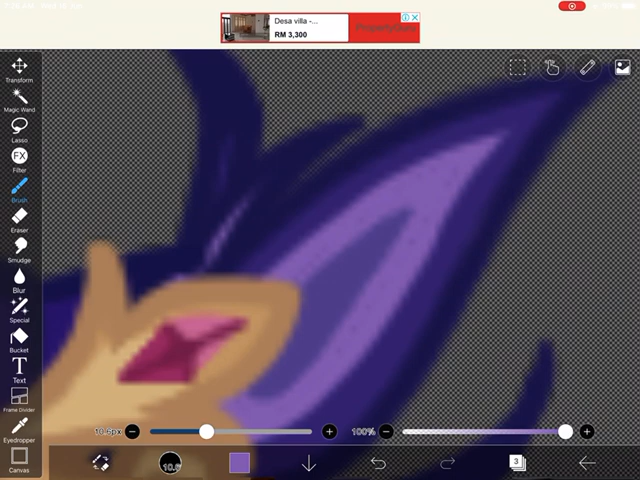 Desa villa -...
RM 3,300
PropertyGuru
Transform
Magic Wand
Lasso
FX
Filter
Brush
Eraser
Smudge
Blur
Special
Bucket
T
Text
Frame Divider
Eyedropper
Canvas
10.6px
100%
10.6
3